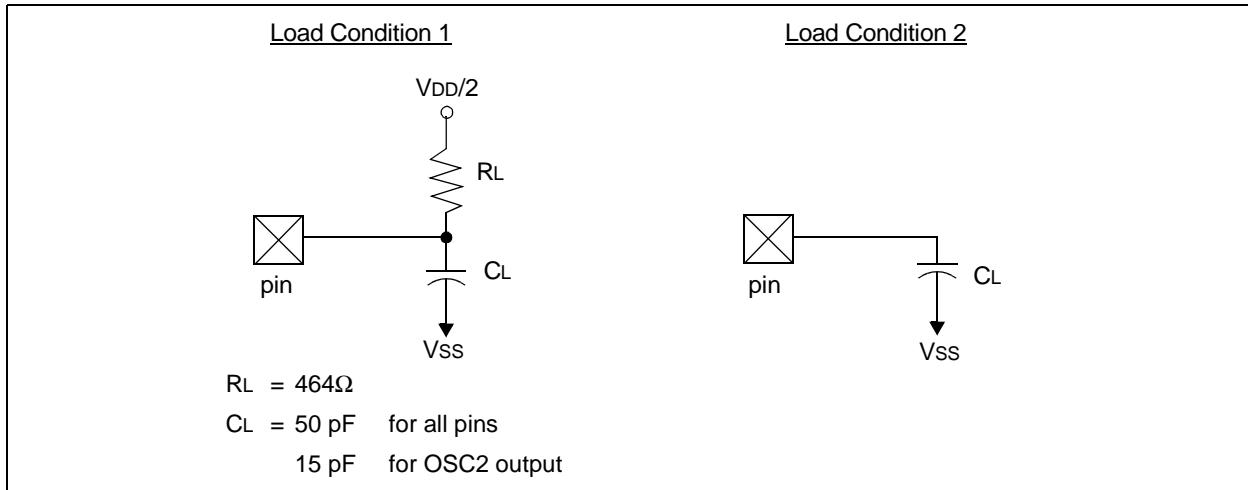 Load Condition 1
Load Condition 2
VDD/2
RL
pin
CL
VSS
pin
CL
VSS
RL = 464Ω
CL = 50 pF for all pins
15 pF for OSC2 output